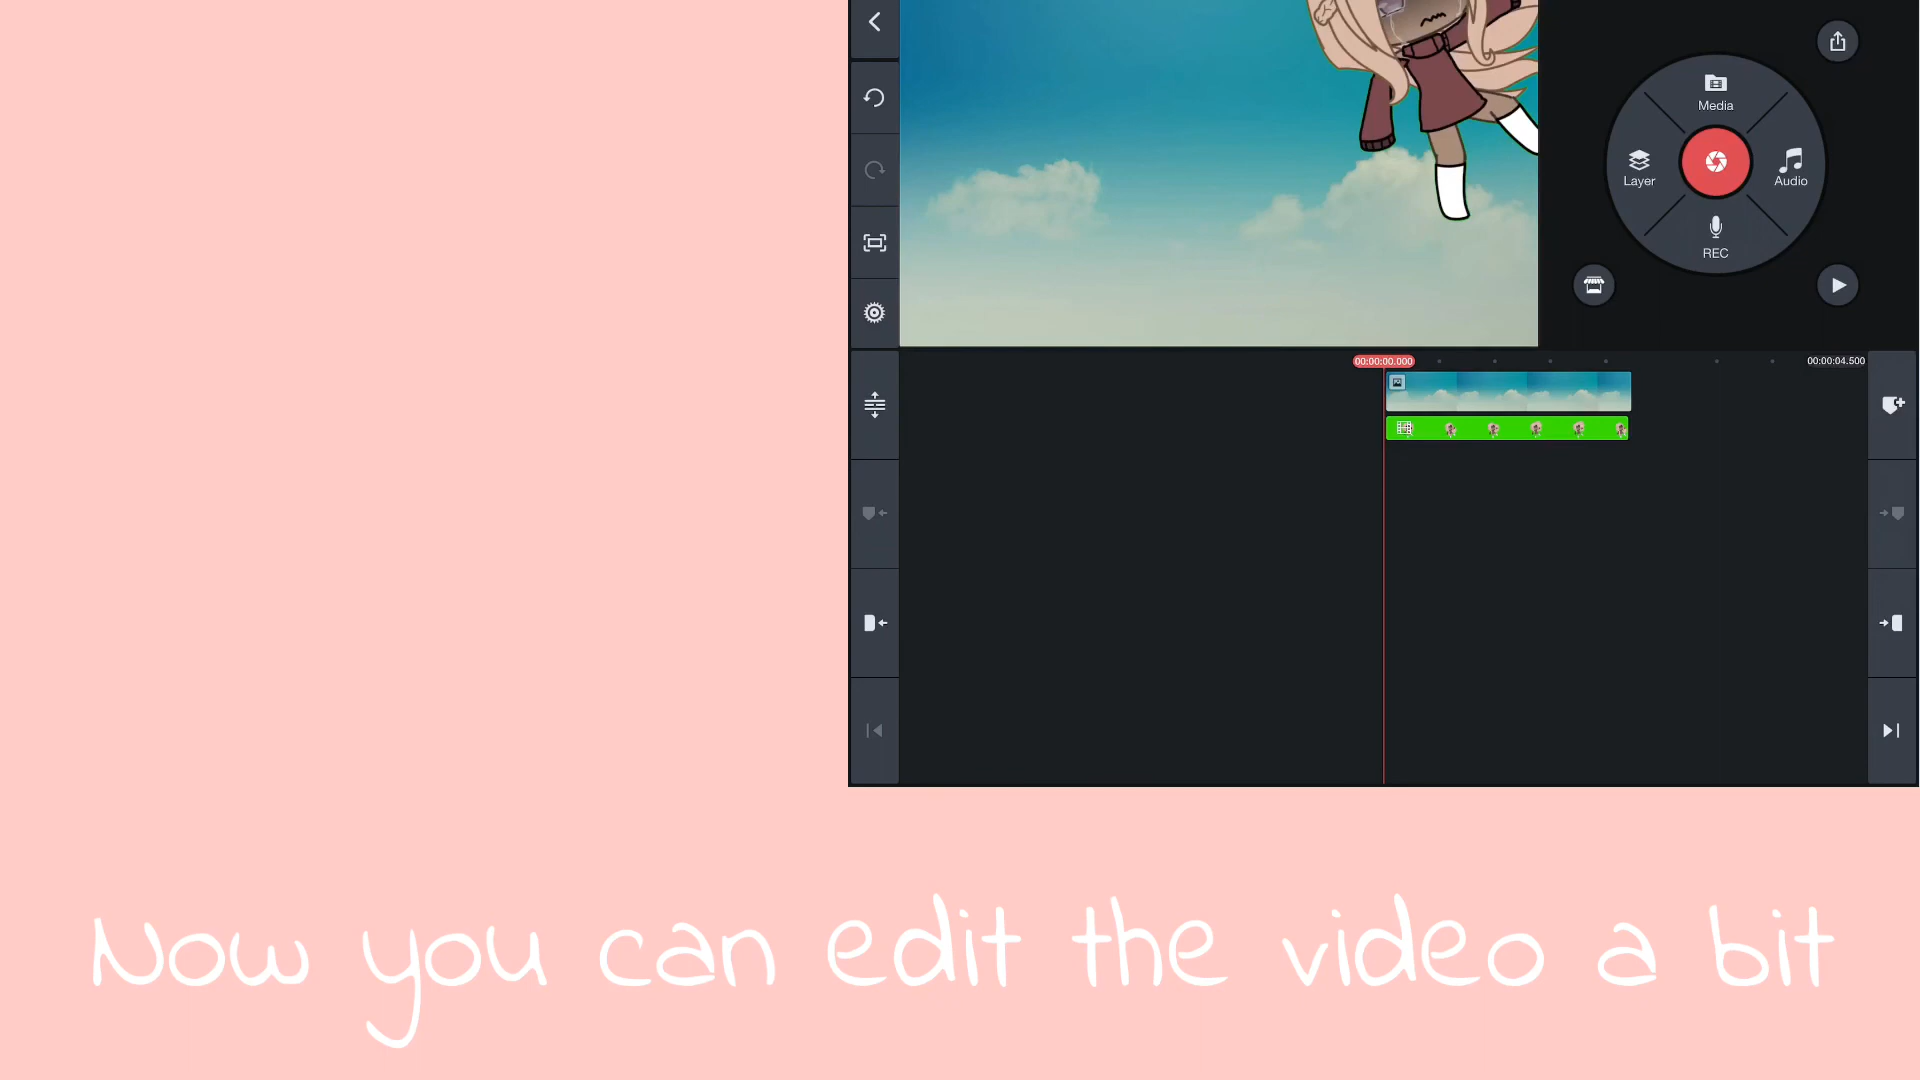 Media
Layer
Audio
REC
00:00:00.000
00:00:04.500
Now you can edit the video a bit